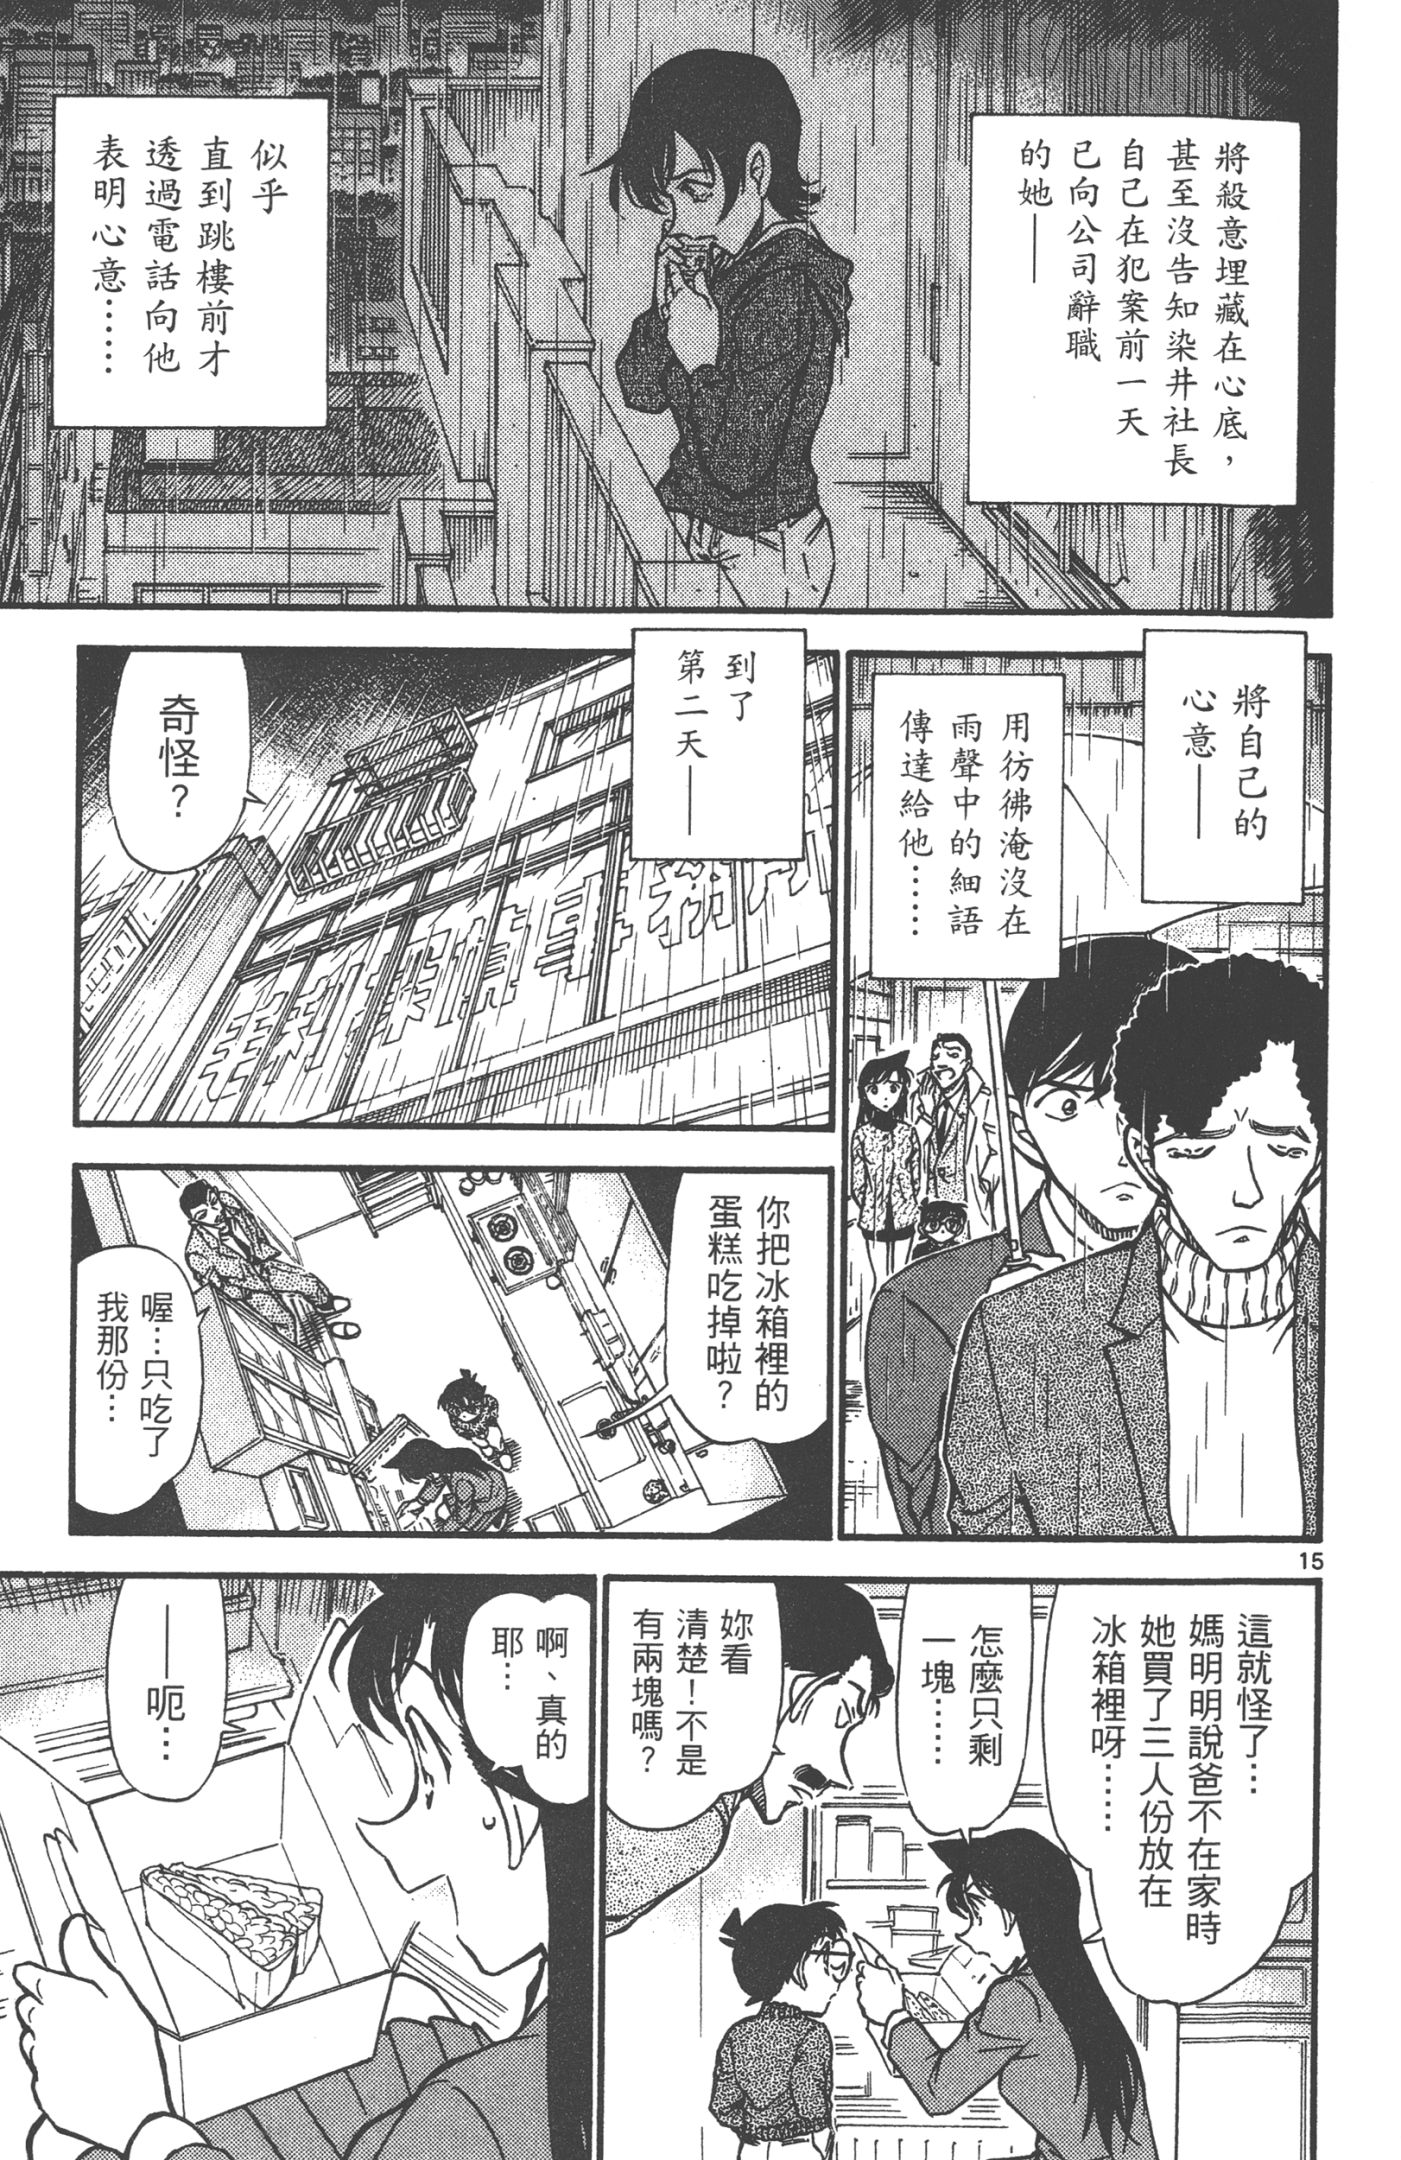 將殺意埋藏在心底，
甚至沒告知染井社長
自己在犯案前一天
已向公司辭職
的她——
似乎
直到跳樓前才
透過電話向他
表明心意……
將自己的
心意——
用彷彿淹沒在
雨聲中的細語
傳達給他……
到了
第二天——
奇怪？
毛利偵探事務所
你把冰箱裡的
蛋糕吃掉啦？
喔…只吃了
我那份…
15
這就怪了…
媽明明說爸不在家時
她買了三人份放在
冰箱裡呀……
怎麼只剩
一塊……
妳看
清楚！不是
有兩塊嗎？
啊、真的
耶…
——呃…